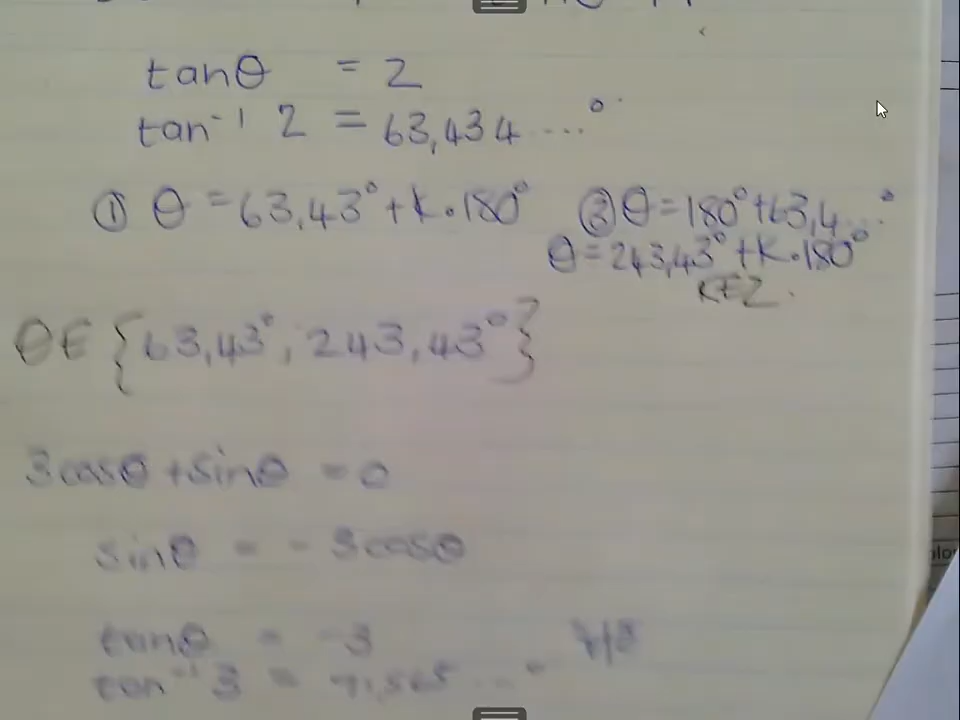 tanθ = 2
tan⁻¹ 2 = 63,434....°
① θ = 63,43° + k.180°
② θ = 180° + 63,4...°
θ = 243,43° + k.180°
k∈Z.
θ ∈ {63,43°; 243,43°}
3cosθ + sinθ = 0
sinθ = -3cosθ
tanθ = -3
tan⁻¹ 3 = 71,565...°